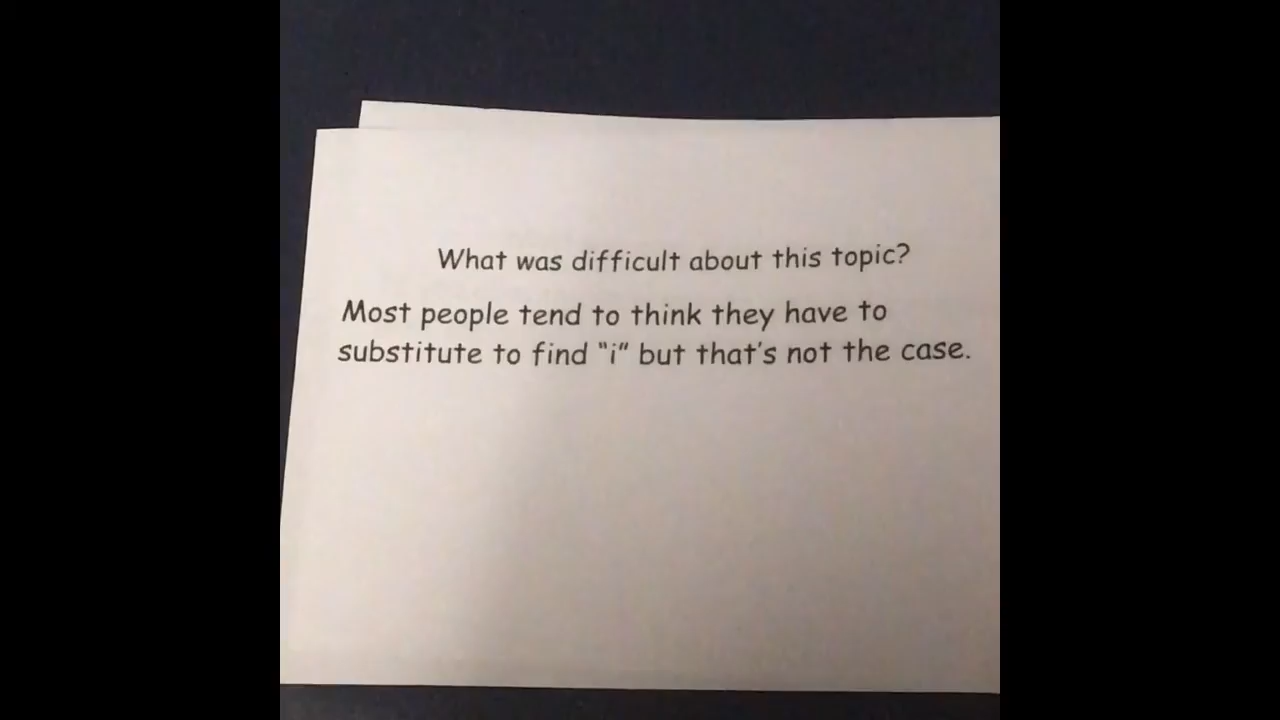 What was difficult about this topic?
Most people tend to think they have to
substitute to find “i” but that's not the case.